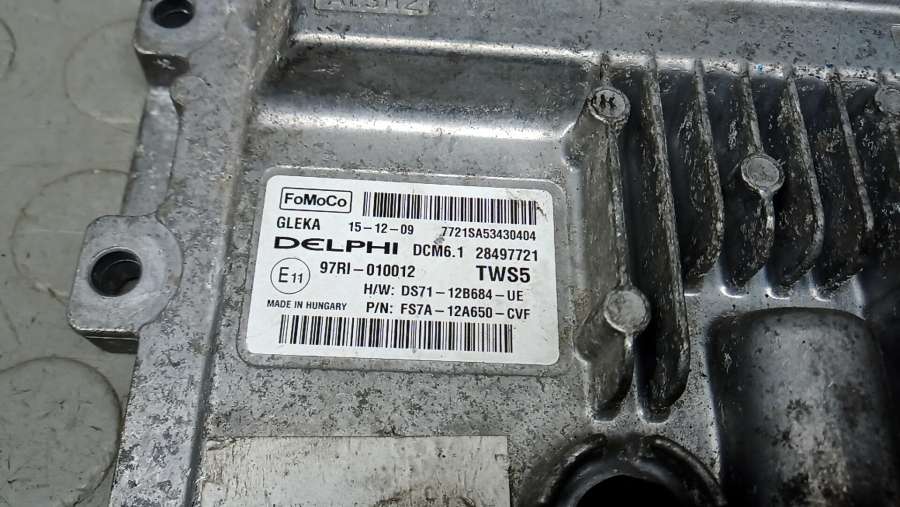 FoMoCo
GLEKA 15-12-09 7721SA53430404
DELPHI DCM6.1 28497721
E11 97RI-010012 TWS5
H/W: DS71-12B684-UE
MADE IN HUNGARY P/N: FS7A-12A650-CVF